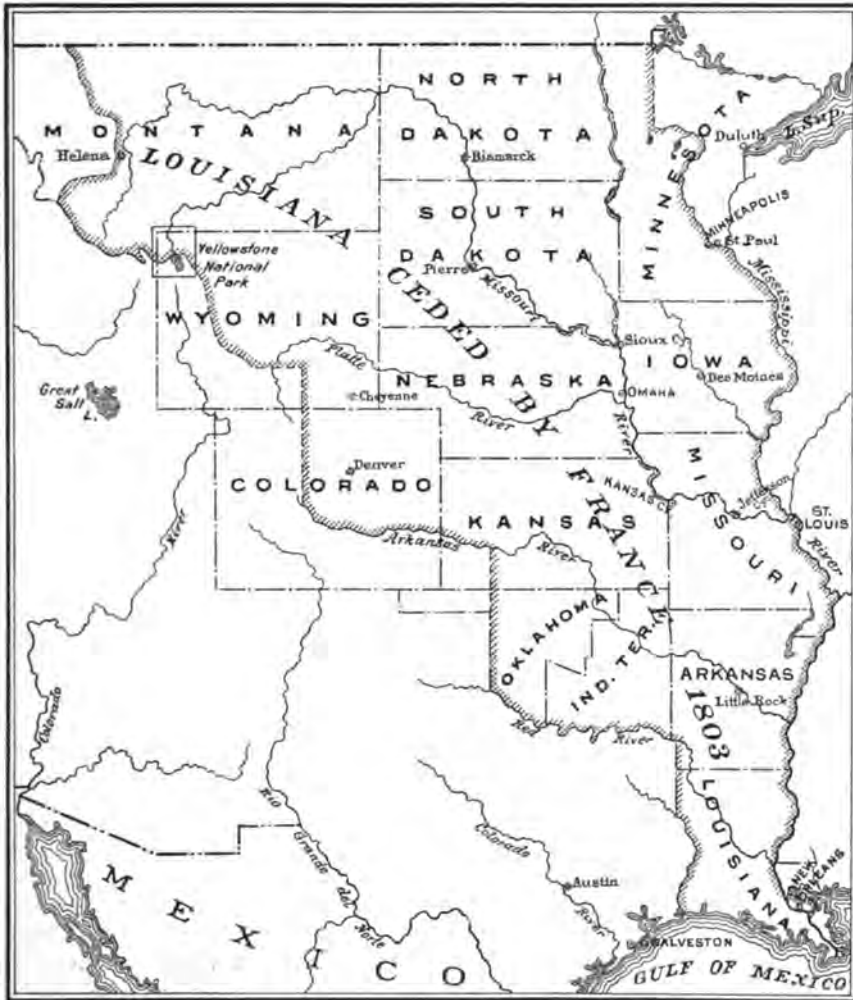 NORTH
DAKOTA
MONTANA
Helena
LOUISIANA
Bismarck
MINNESOTA
Duluth
L. Sup.
SOUTH
DAKOTA
Pierre
Missouri
MINNEAPOLIS
St. Paul
Mississippi
Yellowstone
National
Park
WYOMING
CEDED BY
FRANCE
1803
Great
Salt
L.
Platte
River
Cheyenne
NEBRASKA
Sioux C.
IOWA
Des Moines
OMAHA
River
COLORADO
Denver
KANSAS
KANSAS C.
MISSOURI
Jefferson
CY.
ST.
LOUIS
River
Arkansas
River
River
Colorado
OKLAHOMA
IND. TER.
ARKANSAS
Little Rock
Red
River
LOUISIANA
NEW
ORLEANS
Rio
Grande del
Norte
Colorado
River
Austin
GALVESTON
MEXICO
GULF OF MEXICO